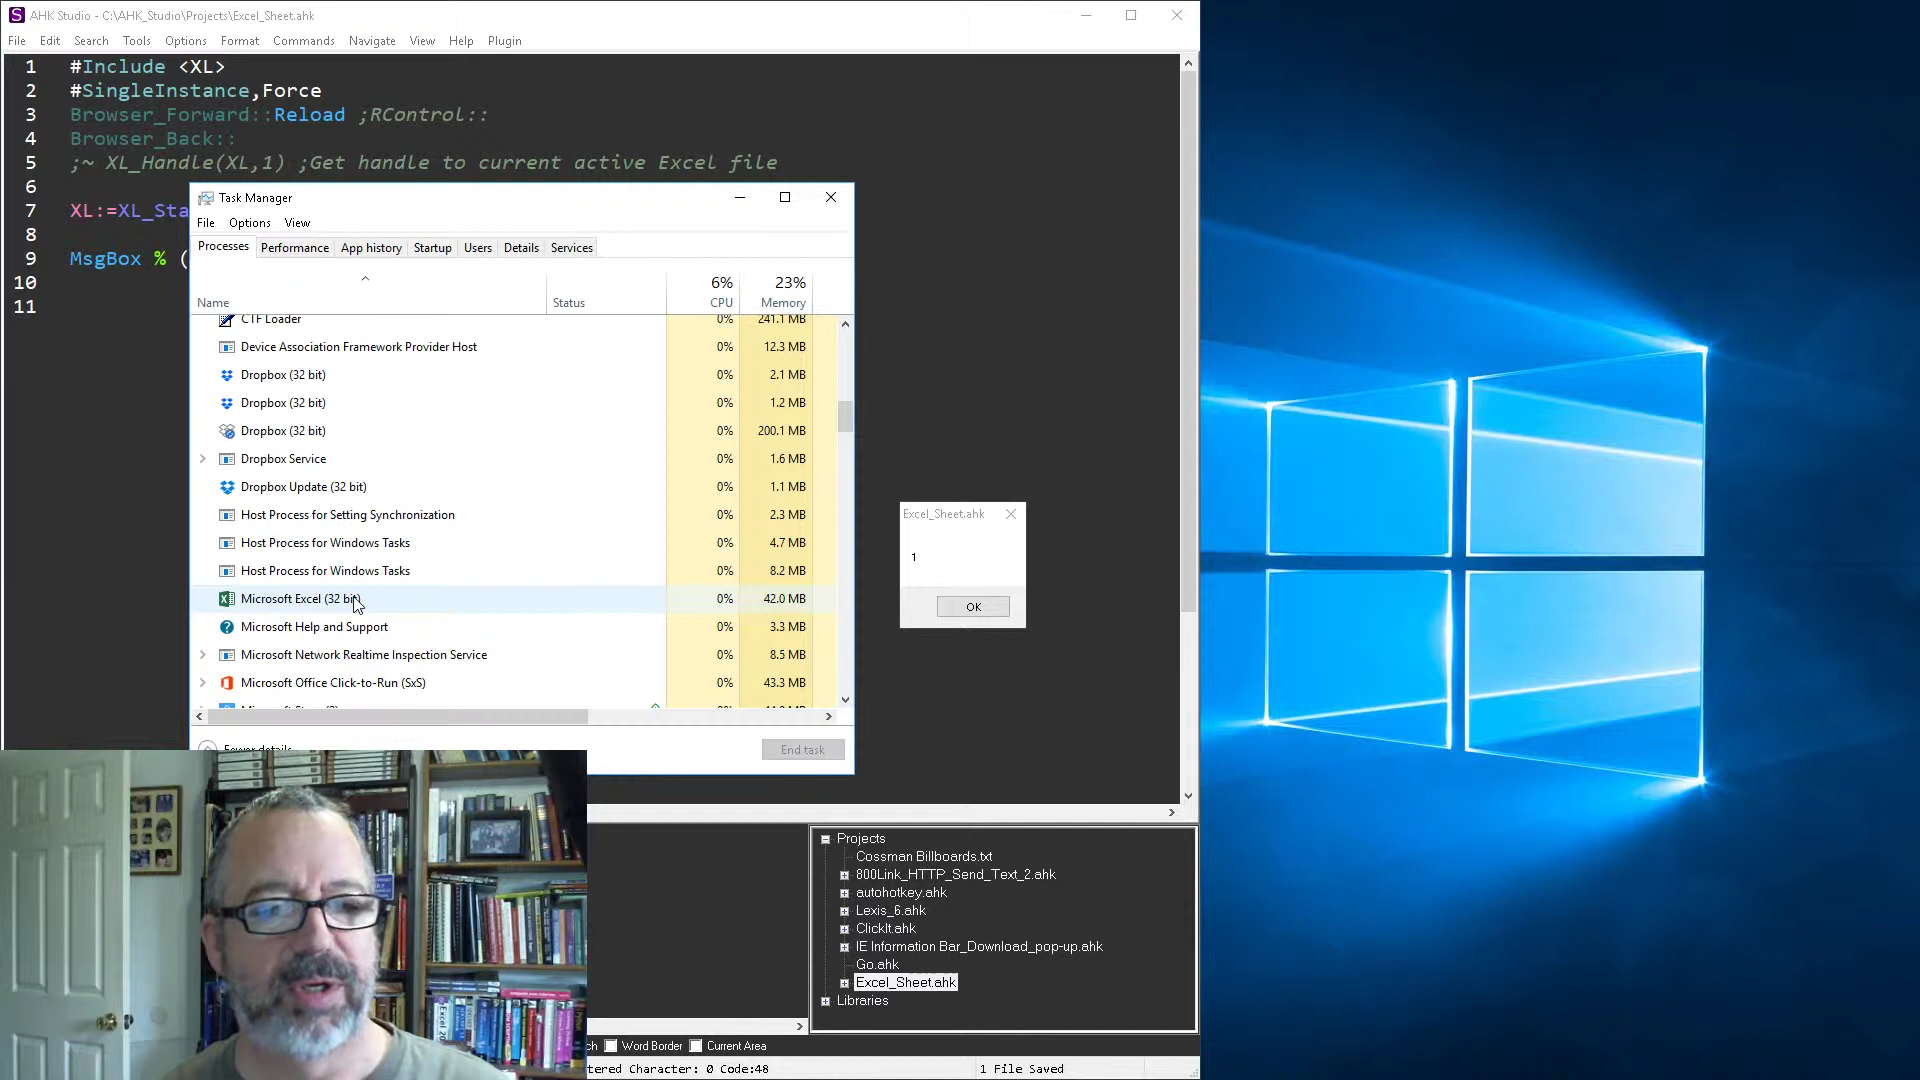 AHK Studio - C:\AHK_Studio\Projects\Excel_Sheet.ahk
File Edit Search Tools Options Format Commands Navigate View Help Plugin
1 #Include <XL>
2 #SingleInstance,Force
3 Browser_Forward::Reload ;RControl::
4 Browser_Back::
5 ;~ XL_Handle(XL,1) ;Get handle to current active Excel file
6
7 XL:=XL_Sta
8
9 MsgBox % (
10
11
Task Manager
File Options View
Processes Performance App history Startup Users Details Services
6% 23%
Name Status CPU Memory
CTF Loader 0% 241.1 MB
Device Association Framework Provider Host 0% 12.3 MB
Dropbox (32 bit) 0% 2.1 MB
Dropbox (32 bit) 0% 1.2 MB
Dropbox (32 bit) 0% 200.1 MB
Dropbox Service 0% 1.6 MB
Dropbox Update (32 bit) 0% 1.1 MB
Host Process for Setting Synchronization 0% 2.3 MB
Host Process for Windows Tasks 0% 4.7 MB
Host Process for Windows Tasks 0% 8.2 MB
Microsoft Excel (32 bit) 0% 42.0 MB
Microsoft Help and Support 0% 3.3 MB
Microsoft Network Realtime Inspection Service 0% 8.5 MB
Microsoft Office Click-to-Run (SxS) 0% 43.3 MB
Fewer details
End task
Excel_Sheet.ahk
1
OK
Projects
Cossman Billboards.txt
800Link_HTTP_Send_Text_2.ahk
autohotkey.ahk
Lexis_6.ahk
ClickIt.ahk
IE Information Bar_Download_pop-up.ahk
Go.ahk
Excel_Sheet.ahk
Libraries
ch Word Border Current Area
tered Character: 0 Code:48 1 File Saved